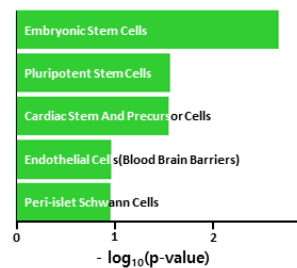 Embryonic Stem Cells
Pluripotent Stem Cells
Cardiac Stem And Precursor Cells
Endothelial Cells(Blood Brain Barriers)
Peri-islet Schwann Cells
0 1 2
- log₁₀(p-value)